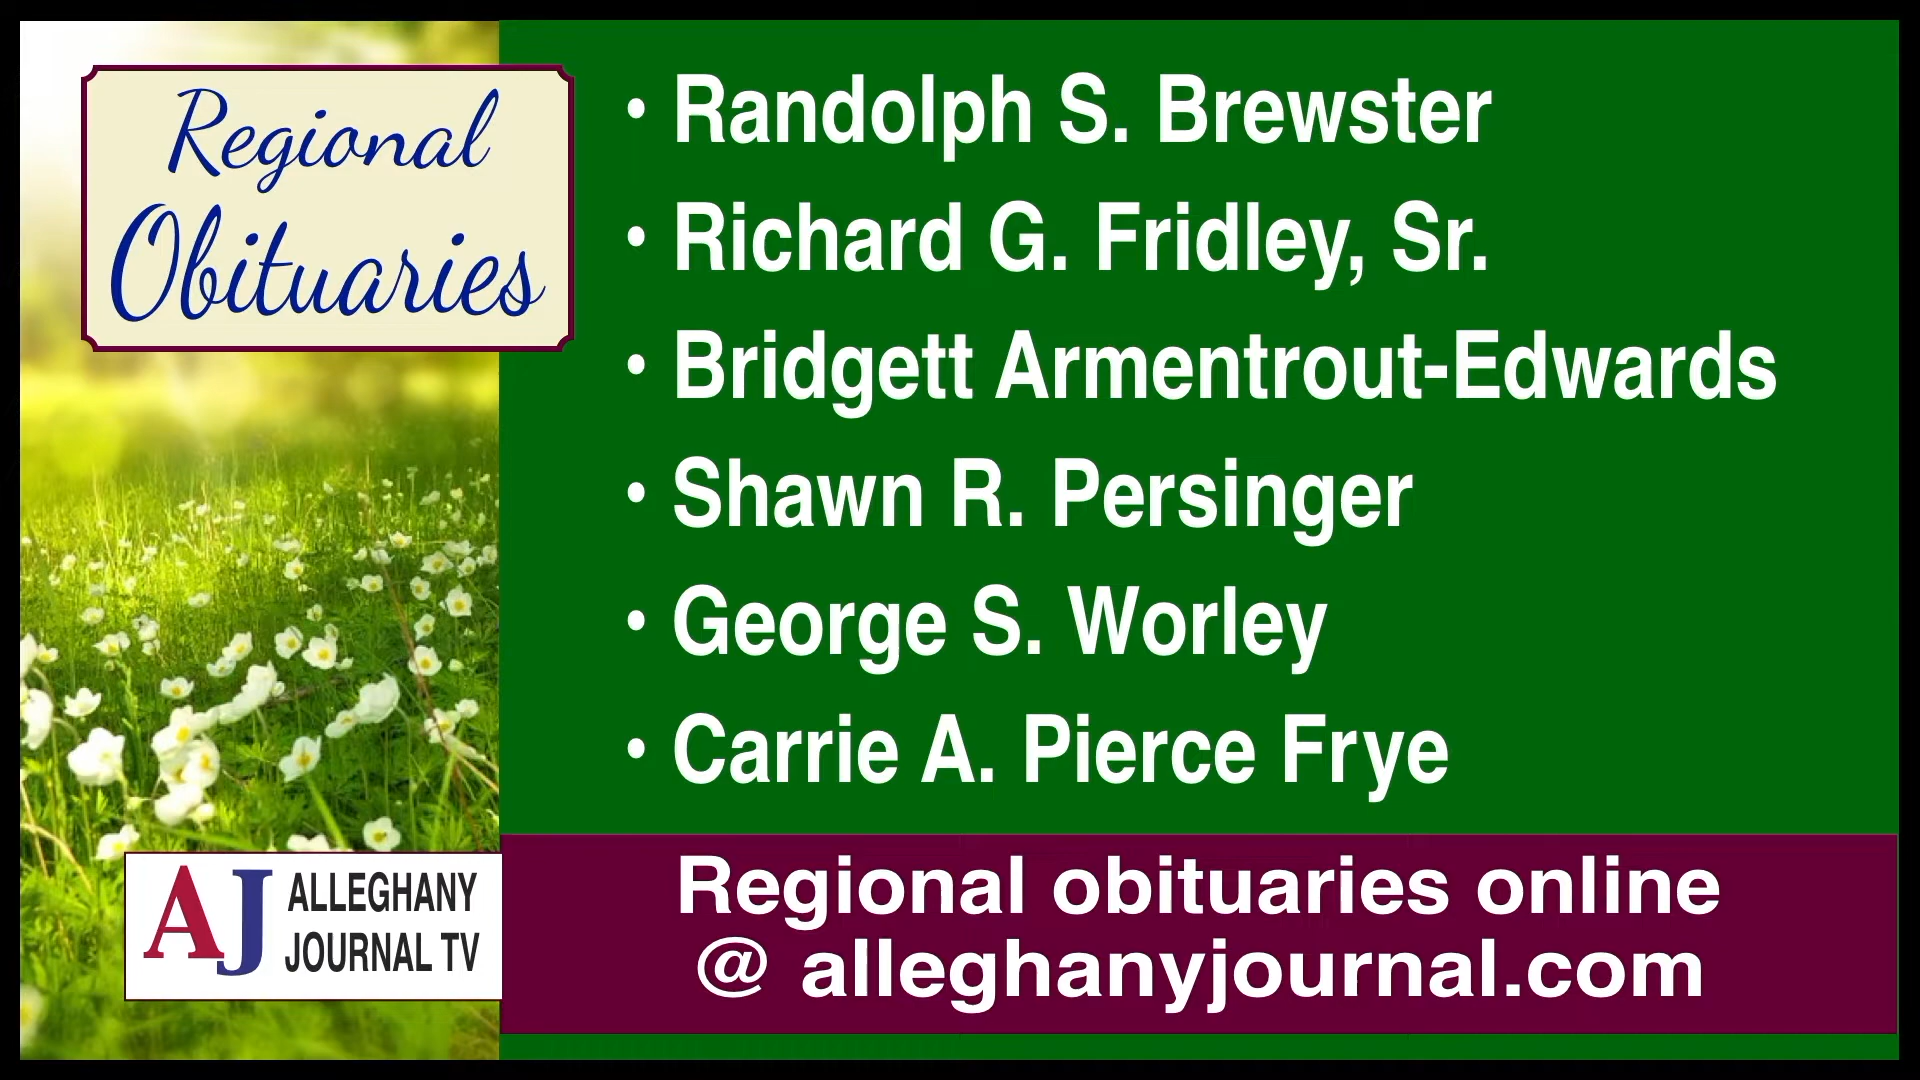 Regional
Obituaries
• Randolph S. Brewster
• Richard G. Fridley, Sr.
• Bridgett Armentrout-Edwards
• Shawn R. Persinger
• George S. Worley
• Carrie A. Pierce Frye
AJ ALLEGHANY
JOURNAL TV
Regional obituaries online
@ alleghanyjournal.com